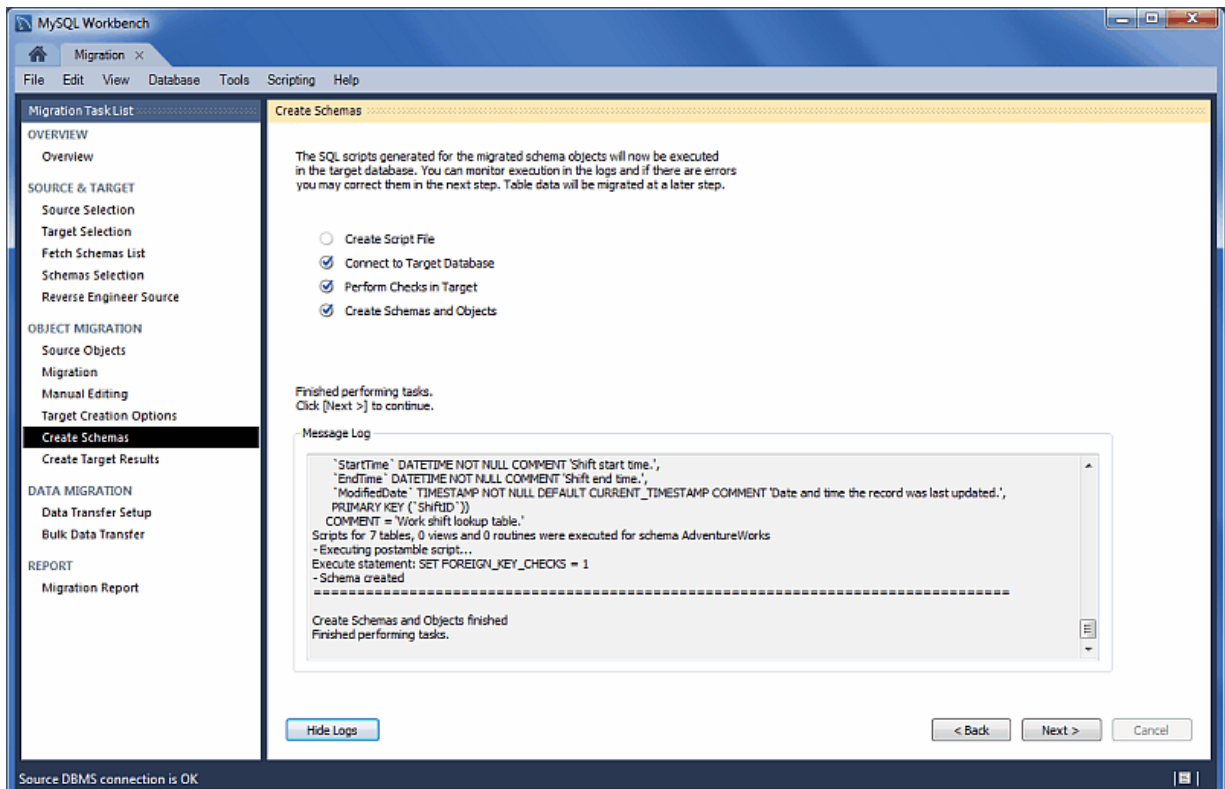 MySQL Workbench
Migration
File Edit View Database Tools Scripting Help
Migration Task List
OVERVIEW
Overview
SOURCE & TARGET
Source Selection
Target Selection
Fetch Schemas List
Schemas Selection
Reverse Engineer Source
OBJECT MIGRATION
Source Objects
Migration
Manual Editing
Target Creation Options
Create Schemas
Create Target Results
DATA MIGRATION
Data Transfer Setup
Bulk Data Transfer
REPORT
Migration Report
Create Schemas
The SQL scripts generated for the migrated schema objects will now be executed
in the target database. You can monitor execution in the logs and if there are errors
you may correct them in the next step. Table data will be migrated at a later step.
Create Script File
Connect to Target Database
Perform Checks in Target
Create Schemas and Objects
Finished performing tasks.
Click [Next >] to continue.
Message Log
`StartTime` DATETIME NOT NULL COMMENT 'Shift start time.',
`EndTime` DATETIME NOT NULL COMMENT 'Shift end time.',
`ModifiedDate` TIMESTAMP NOT NULL DEFAULT CURRENT_TIMESTAMP COMMENT 'Date and time the record was last updated.',
PRIMARY KEY (`ShiftID`))
COMMENT = 'Work shift lookup table.'
Scripts for 7 tables, 0 views and 0 routines were executed for schema AdventureWorks
- Executing postamble script...
Execute statement: SET FOREIGN_KEY_CHECKS = 1
- Schema created
================================================================================
Create Schemas and Objects finished
Finished performing tasks.
Hide Logs
< Back Next > Cancel
Source DBMS connection is OK